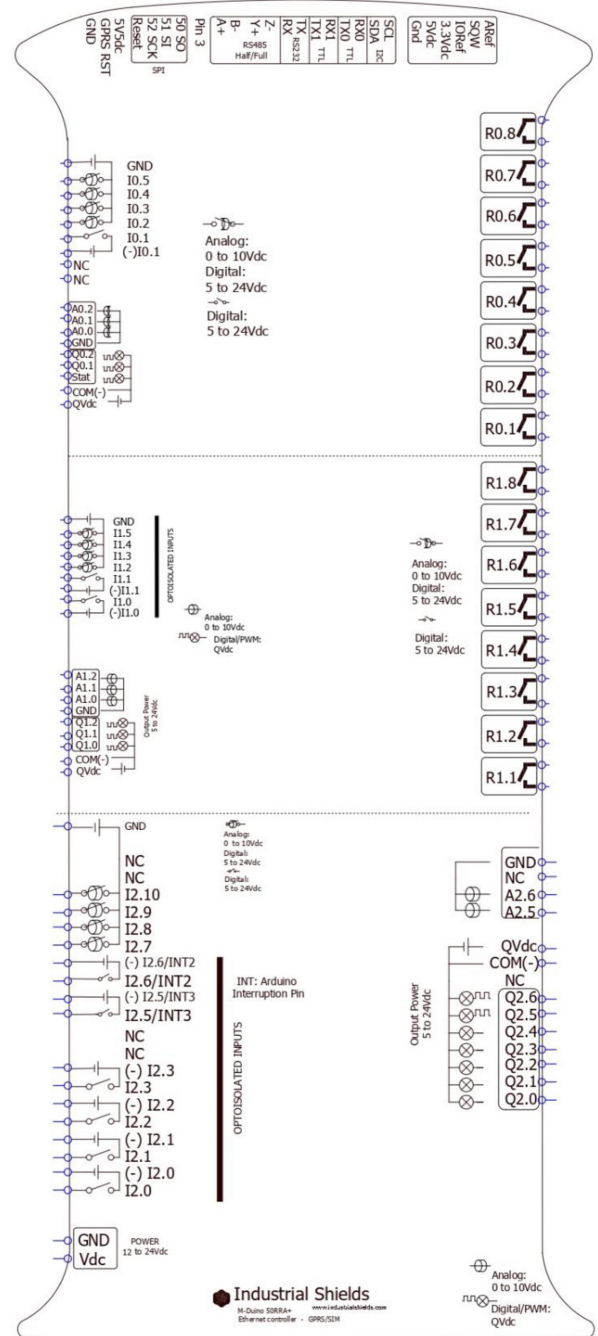 5V5dc
GPRS RST
GND
50 SO
51 SI
52 SCK
Reset
SPI
Pin 3
Z-
Y+
B-
A+
RS485
Half/Full
SCL
SDA
I2C
RX0
TX0
TTL
RX1
TX1
TTL
TX
RX
RS232
ARef
SQW
IORef
3.3Vdc
5Vdc
Gnd
R0.8
R0.7
R0.6
R0.5
R0.4
R0.3
R0.2
R0.1
GND
I0.5
I0.4
I0.3
I0.2
I0.1
(-)I0.1
NC
NC
Analog:
0 to 10Vdc
Digital:
5 to 24Vdc
Digital:
5 to 24Vdc
A0.2
A0.1
A0.0
GND
Q0.2
Q0.1
Stat
COM(-)
QVdc
R1.8
R1.7
R1.6
R1.5
R1.4
R1.3
R1.2
R1.1
GND
I1.5
I1.4
I1.3
I1.2
I1.1
(-)I1.1
I1.0
(-)I1.0
OPTOISOLATED INPUTS
Analog:
0 to 10Vdc
Digital/PWM:
QVdc
Analog:
0 to 10Vdc
Digital:
5 to 24Vdc
Digital:
5 to 24Vdc
A1.2
A1.1
A1.0
GND
Q1.2
Q1.1
Q1.0
COM(-)
QVdc
Output Power
5 to 24Vdc
GND
NC
NC
I2.10
I2.9
I2.8
I2.7
(-) I2.6/INT2
I2.6/INT2
(-) I2.5/INT3
I2.5/INT3
NC
NC
(-) I2.3
I2.3
(-) I2.2
I2.2
(-) I2.1
I2.1
(-) I2.0
I2.0
Analog:
0 to 10Vdc
Digital:
5 to 24Vdc
Digital:
5 to 24Vdc
INT: Arduino
Interruption Pin
OPTOISOLATED INPUTS
GND
NC
A2.6
A2.5
QVdc
COM(-)
NC
Q2.6
Q2.5
Q2.4
Q2.3
Q2.2
Q2.1
Q2.0
Output Power
5 to 24Vdc
GND
Vdc
POWER
12 to 24Vdc
Industrial Shields
M-Duino 50RRA+ www.industrialshields.com
Ethernet controller - GPRS/SIM
Analog:
0 to 10Vdc
Digital/PWM:
QVdc